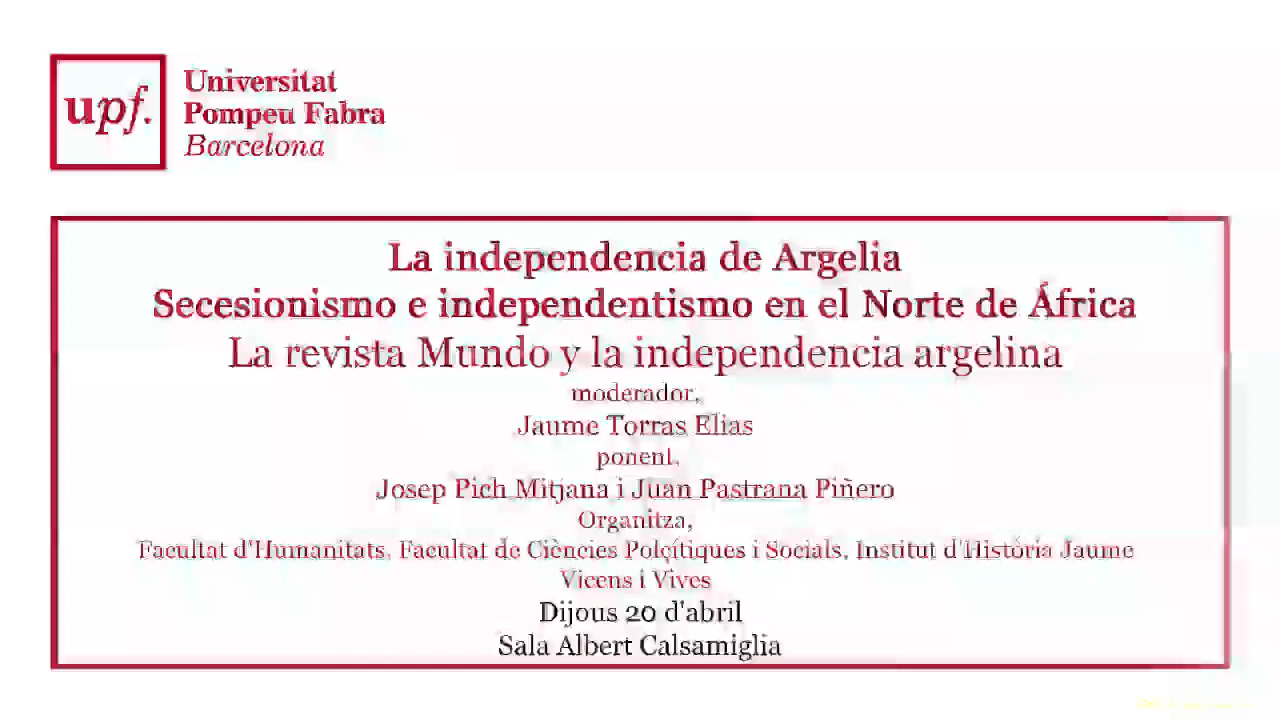 upf.
Universitat
Pompeu Fabra
Barcelona
La independencia de Argelia
Secesionismo e independentismo en el Norte de África
La revista Mundo y la independencia argelina
moderador,
Jaume Torras Elias
ponent,
Josep Pich Mitjana i Juan Pastrana Piñero
Organitza,
Facultat d'Humanitats, Facultat de Ciències Polçítiques i Socials, Institut d'Història Jaume
Vicens i Vives
Dijous 20 d'abril
Sala Albert Calsamiglia